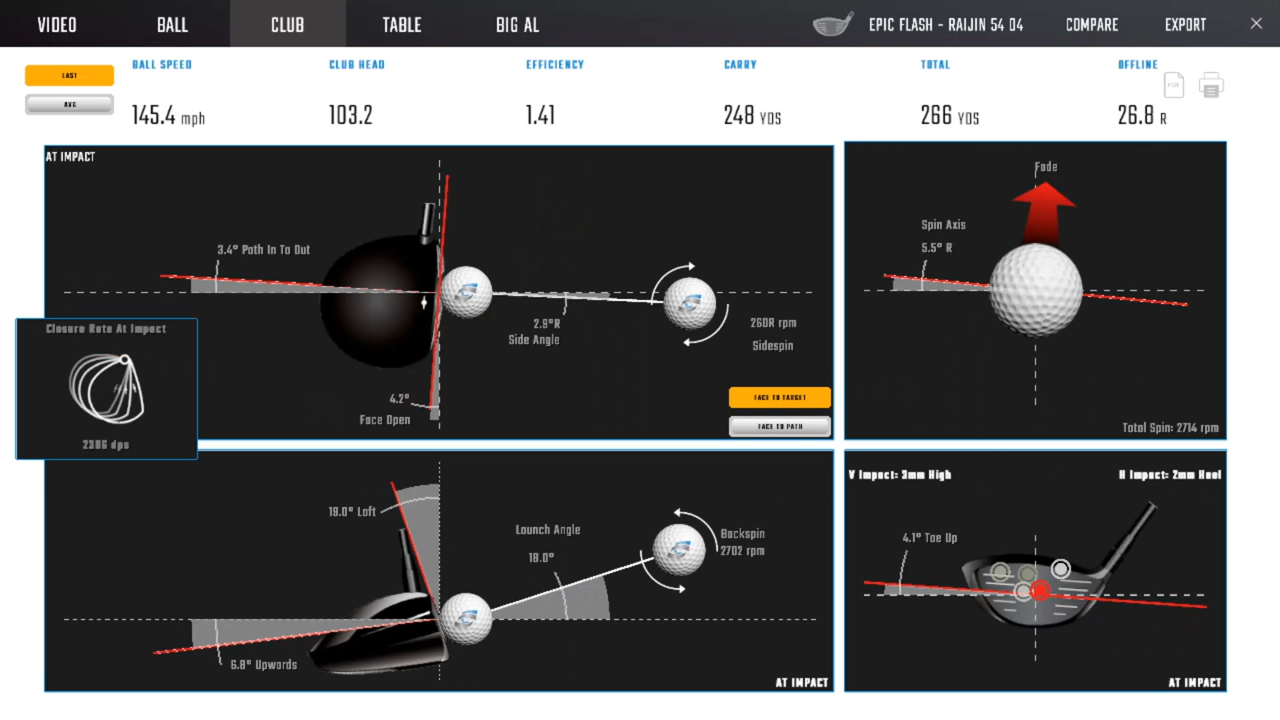 VIDEO
BALL
CLUB
TABLE
BIG AL
EPIC FLASH - RAIJIN 54 04
COMPARE
EXPORT
LAST
AVG
BALL SPEED
145.4 mph
CLUB HEAD
103.2
EFFICIENCY
1.41
CARRY
248 YDS
TOTAL
266 YDS
OFFLINE
26.8 R
PDF
AT IMPACT
3.4° Path In To Out
2.9°R
Side Angle
260R rpm
Sidespin
4.2°
Face Open
FACE TO TARGET
FACE TO PATH
Fade
Spin Axis
5.5° R
Total Spin: 2714 rpm
Closure Rate At Impact
2386 dps
19.0° Loft
Launch Angle
18.0°
Backspin
2702 rpm
6.8° Upwards
AT IMPACT
V Impact: 3mm High
H Impact: 2mm Heel
4.1° Toe Up
AT IMPACT